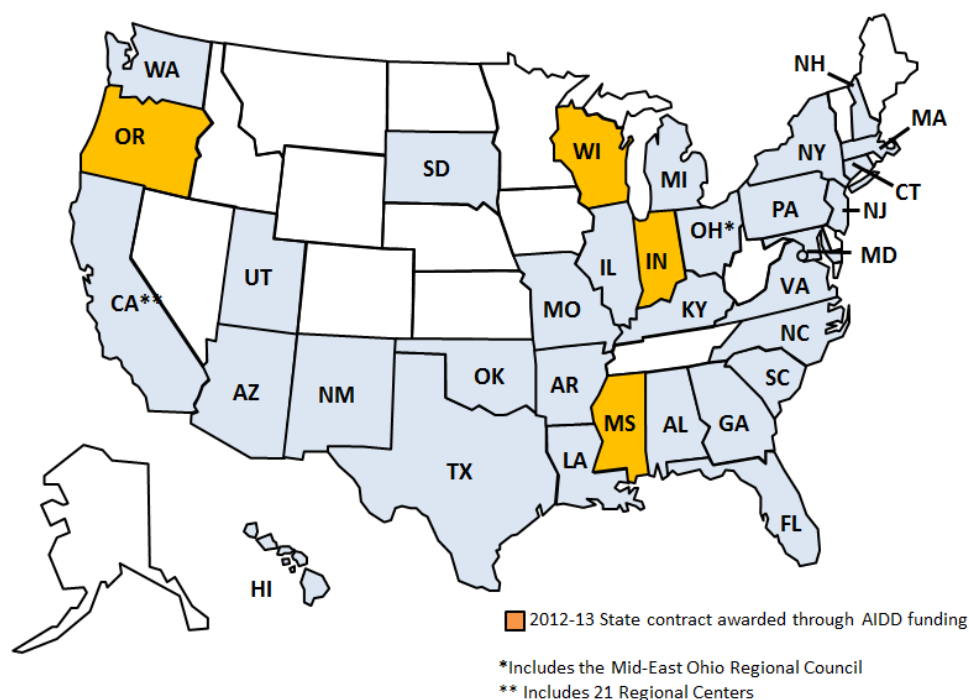 WA
NH
OR
MA
WI
NY
SD
MI
CT
PA
NJ
OH*
UT
IL
IN
MD
CA**
VA
MO
KY
NC
OK
AR
SC
AZ
NM
MS
AL
GA
LA
TX
FL
HI
2012-13 State contract awarded through AIDD funding
*Includes the Mid-East Ohio Regional Council
** Includes 21 Regional Centers